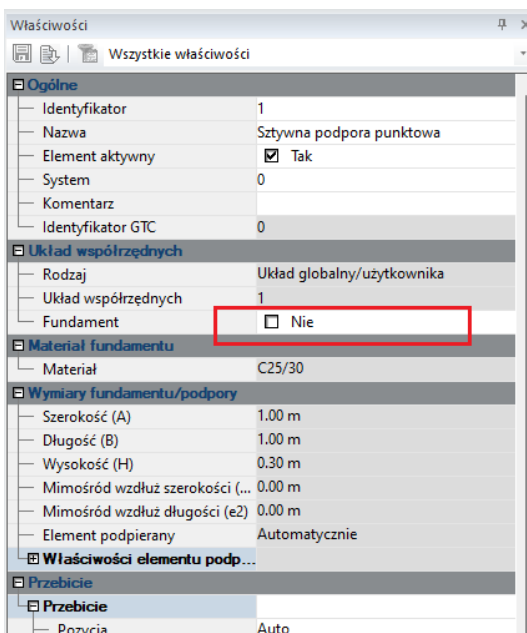 Właściwości
Wszystkie właściwości
Ogólne
Identyfikator 1
Nazwa Sztywna podpora punktowa
Element aktywny Tak
System 0
Komentarz
Identyfikator GTC 0
Układ współrzędnych
Rodzaj Układ globalny/użytkownika
Układ współrzędnych 1
Fundament Nie
Materiał fundamentu
Materiał C25/30
Wymiary fundamentu/podpory
Szerokość (A) 1.00 m
Długość (B) 1.00 m
Wysokość (H) 0.30 m
Mimośród wzdłuż szerokości (... 0.00 m
Mimośród wzdłuż długości (e2) 0.00 m
Element podpierany Automatycznie
Właściwości elementu podp...
Przebicie
Przebicie
Pozycja Auto